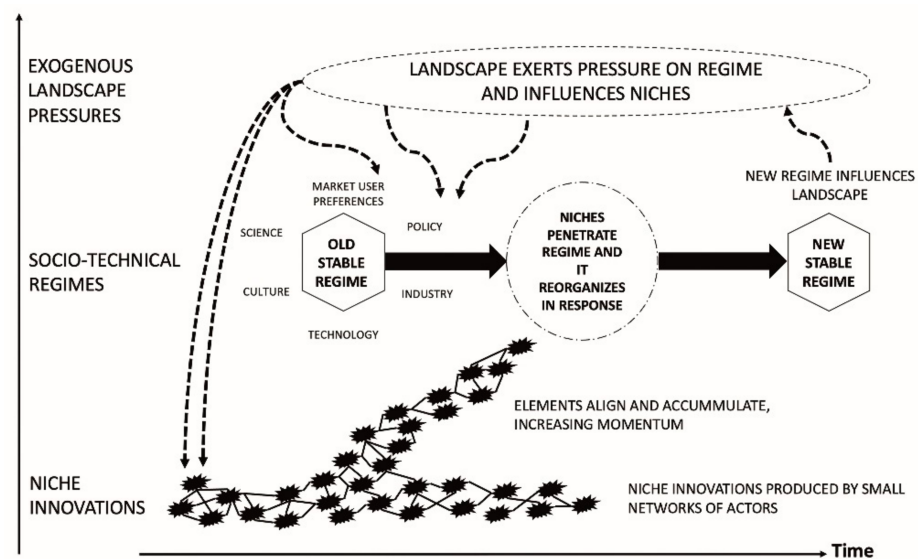 EXOGENOUS
LANDSCAPE
PRESSURES
LANDSCAPE EXERTS PRESSURE ON REGIME
AND INFLUENCES NICHES
NEW REGIME INFLUENCES
LANDSCAPE
MARKET USER
PREFERENCES
SCIENCE
POLICY
SOCIO-TECHNICAL
REGIMES
OLD
STABLE
REGIME
NICHES
PENETRATE
REGIME AND
IT
REORGANIZES
IN RESPONSE
NEW
STABLE
REGIME
CULTURE
INDUSTRY
TECHNOLOGY
ELEMENTS ALIGN AND ACCUMMULATE,
INCREASING MOMENTUM
NICHE
INNOVATIONS
NICHE INNOVATIONS PRODUCED BY SMALL
NETWORKS OF ACTORS
Time